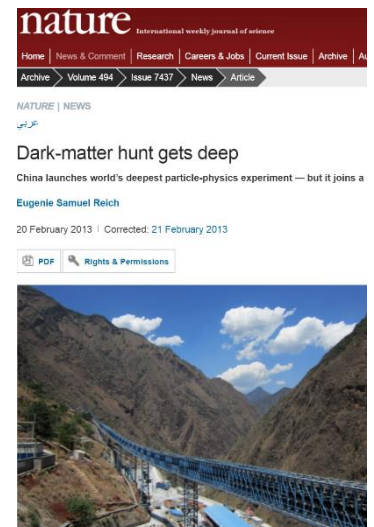 nature International weekly journal of science
Home News & Comment Research Careers & Jobs Current Issue Archive
Archive Volume 494 Issue 7437 News Article
NATURE | NEWS
عربي
Dark-matter hunt gets deep
China launches world's deepest particle-physics experiment — but it joins a
Eugenie Samuel Reich
20 February 2013 | Corrected: 21 February 2013
PDF Rights & Permissions